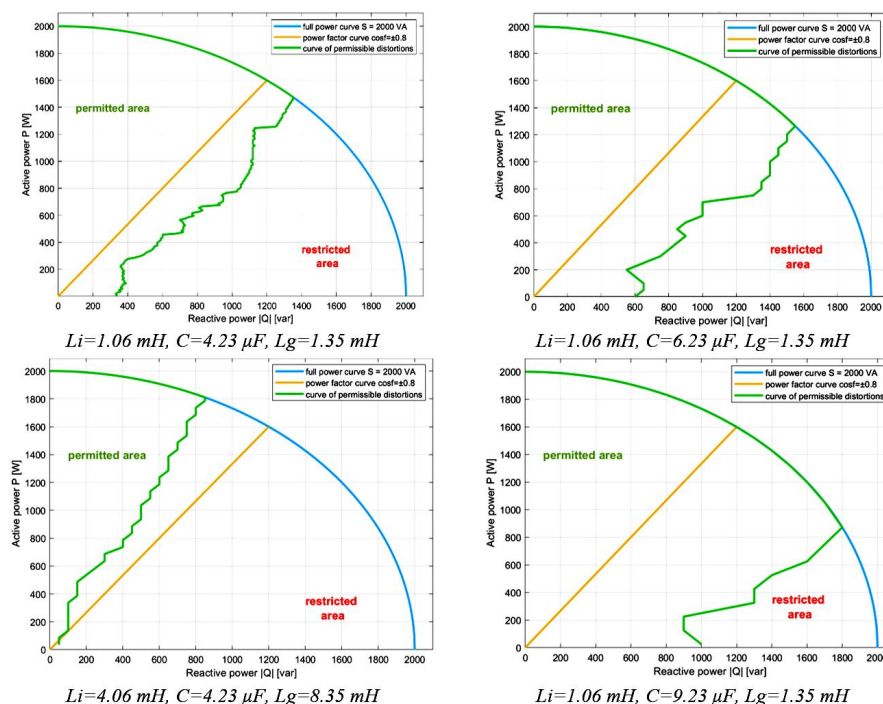 full power curve S = 2000 VA
power factor curve cosf=±0.8
curve of permissible distortions
permitted area
restricted
area
Active power P [W]
2000
1800
1600
1400
1200
1000
800
600
400
200
0 200 400 600 800 1000 1200 1400 1600 1800 2000
Reactive power |Q| [var]
Li=1.06 mH, C=4.23 µF, Lg=1.35 mH
full power curve S = 2000 VA
power factor curve cosf=±0.8
curve of permissible distortions
permitted area
restricted
area
Active power P [W]
2000
1800
1600
1400
1200
1000
800
600
400
200
0
0 200 400 600 800 1000 1200 1400 1600 1800 2000
Reactive power |Q| [var]
Li=1.06 mH, C=6.23 µF, Lg=1.35 mH
full power curve S = 2000 VA
power factor curve cosf=±0.8
curve of permissible distortions
permitted area
restricted
area
Active power P [W]
2000
1800
1600
1400
1200
1000
800
600
400
200
0
0 200 400 600 800 1000 1200 1400 1600 1800 2000
Reactive power |Q| [var]
Li=4.06 mH, C=4.23 µF, Lg=8.35 mH
full power curve S = 2000 VA
power factor curve cosf=±0.8
curve of permissible distortions
permitted area
restricted
area
Active power P [W]
2000
1800
1600
1400
1200
1000
800
600
400
200
0
0 200 400 600 800 1000 1200 1400 1600 1800 2000
Reactive power |Q| [var]
Li=1.06 mH, C=9.23 µF, Lg=1.35 mH